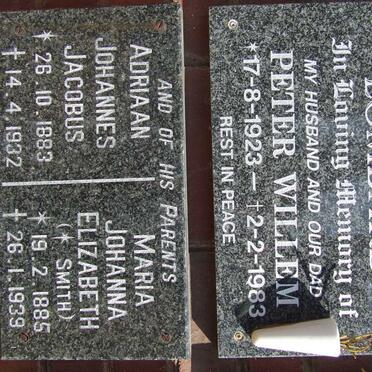 In Loving Memory of
MY HUSBAND AND OUR DAD
PETER WILLEM
*17-8-1923 — †2-2-1983
REST IN PEACE
AND OF HIS PARENTS
ADRIAAN
JOHANNES
JACOBUS
* 26. 10. 1883
† 14. 4. 1932
MARIA
JOHANNA
ELIZABETH
(* SMITH)
* 19. 2. 1885
† 26. 1. 1939